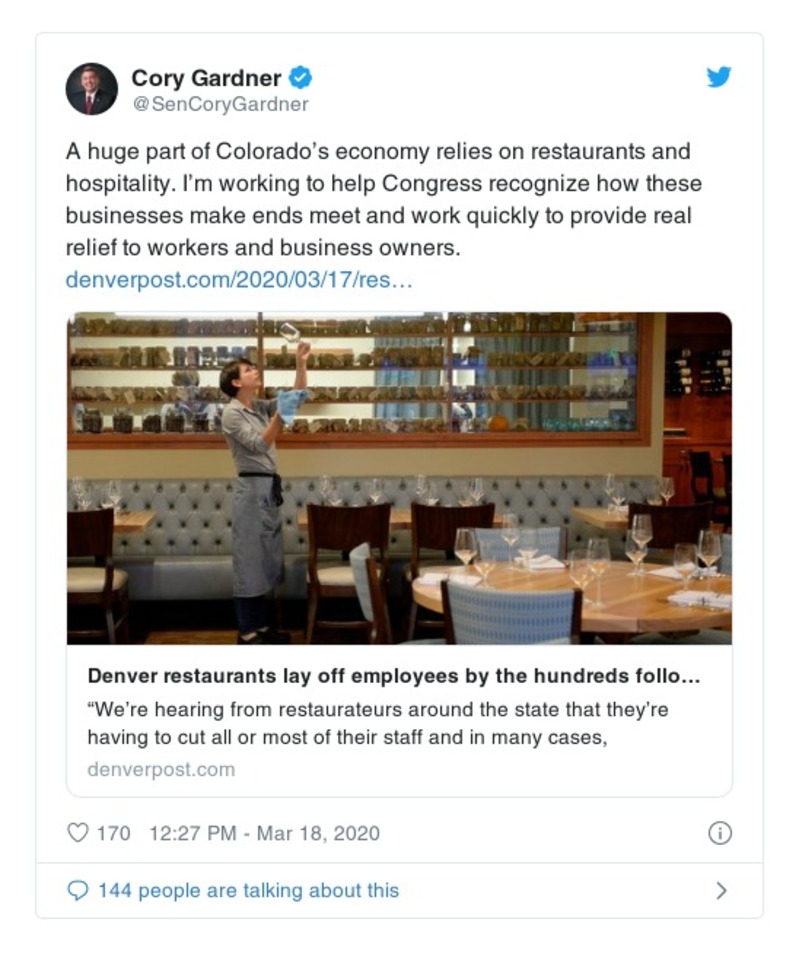 Cory Gardner
@SenCoryGardner
A huge part of Colorado’s economy relies on restaurants and
hospitality. I’m working to help Congress recognize how these
businesses make ends meet and work quickly to provide real
relief to workers and business owners.
denverpost.com/2020/03/17/res…
Denver restaurants lay off employees by the hundreds follo…
“We’re hearing from restaurateurs around the state that they’re
having to cut all or most of their staff and in many cases,
denverpost.com
170 12:27 PM - Mar 18, 2020
144 people are talking about this